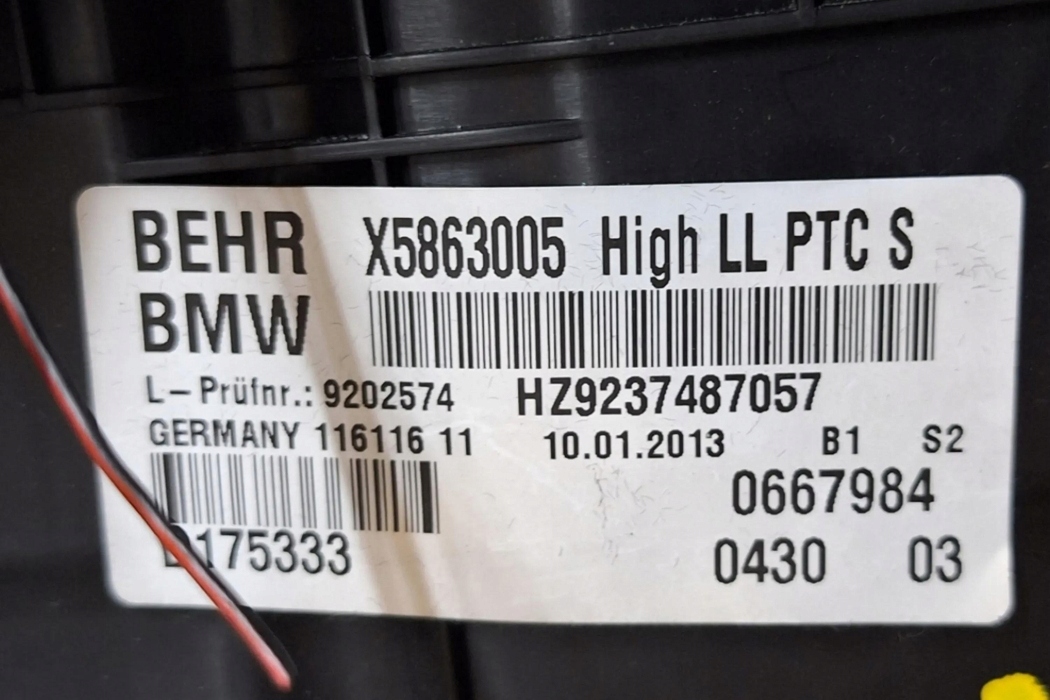 BEHR X5863005 High LL PTC S
BMW
L-Prüfnr.: 9202574 HZ9237487057
GERMANY 116116 11 10.01.2013 B1 S2
0667984
175333 0430 03